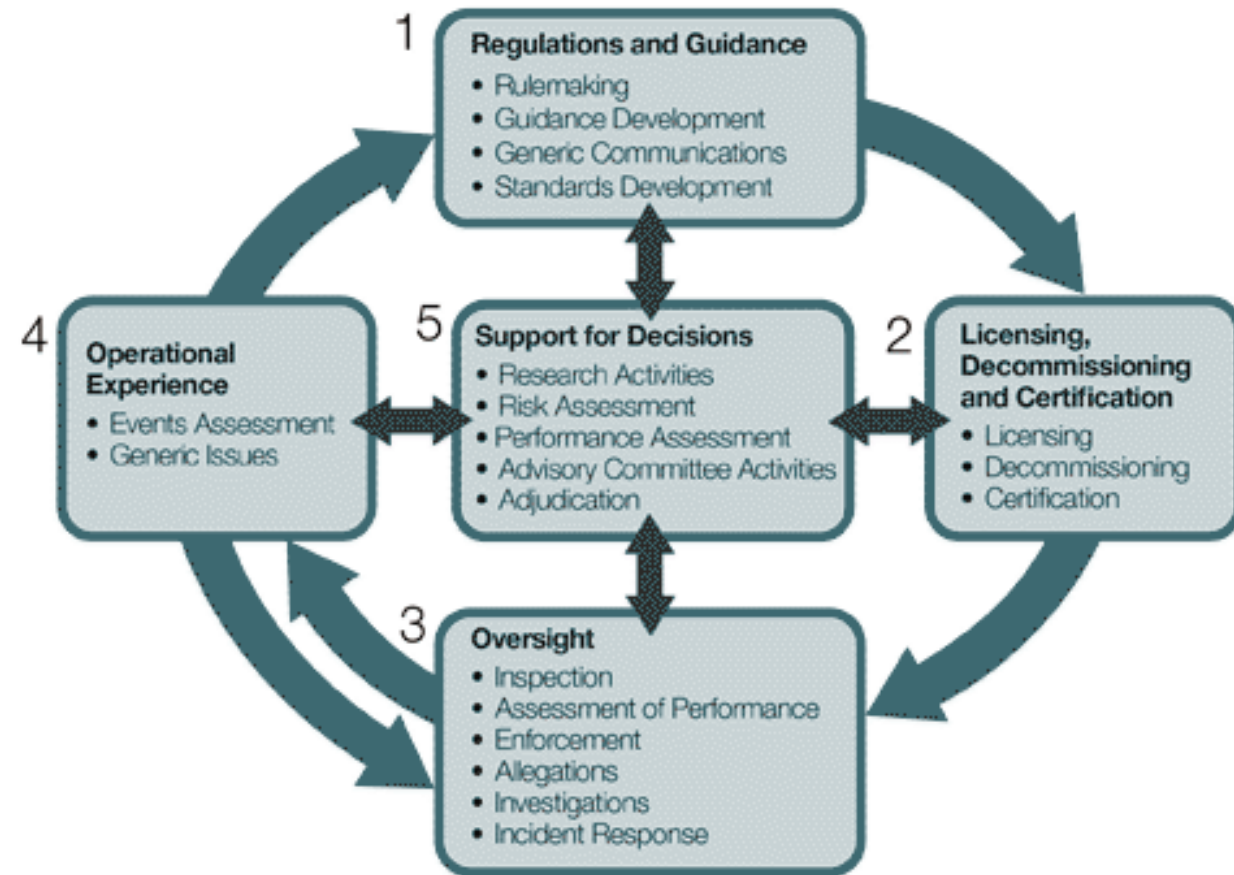 1
Regulations and Guidance
• Rulemaking
• Guidance Development
• Generic Communications
• Standards Development
4
Operational
Experience
• Events Assessment
• Generic Issues
5
Support for Decisions
• Research Activities
• Risk Assessment
• Performance Assessment
• Advisory Committee Activities
• Adjudication
2
Licensing,
Decommissioning
and Certification
• Licensing
• Decommissioning
• Certification
3
Oversight
• Inspection
• Assessment of Performance
• Enforcement
• Allegations
• Investigations
• Incident Response